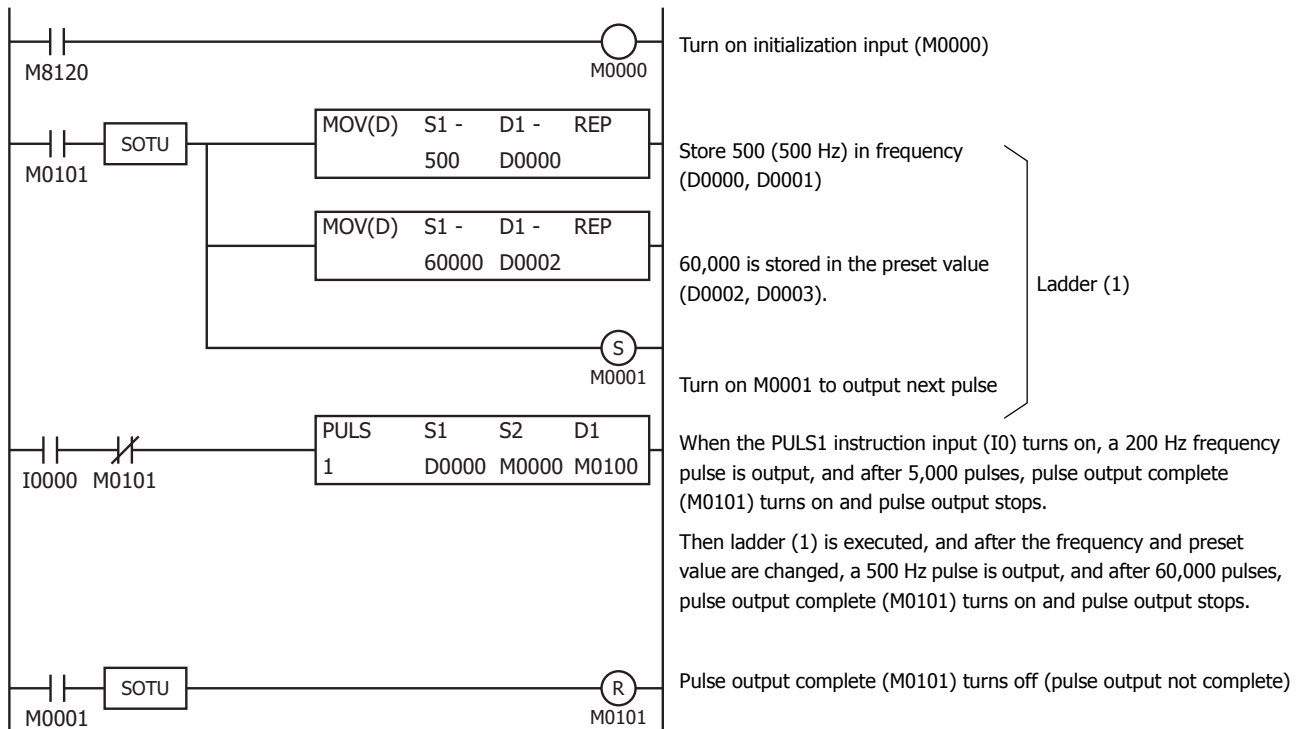 M8120
M0000
Turn on initialization input (M0000)
M0101
SOTU
MOV(D) S1 - D1 - REP
500 D0000
Store 500 (500 Hz) in frequency
(D0000, D0001)
MOV(D) S1 - D1 - REP
60000 D0002
60,000 is stored in the preset value
(D0002, D0003).
Ladder (1)
S
M0001
Turn on M0001 to output next pulse
I0000 M0101
PULS S1 S2 D1
1 D0000 M0000 M0100
When the PULS1 instruction input (I0) turns on, a 200 Hz frequency
pulse is output, and after 5,000 pulses, pulse output complete
(M0101) turns on and pulse output stops.
Then ladder (1) is executed, and after the frequency and preset
value are changed, a 500 Hz pulse is output, and after 60,000 pulses,
pulse output complete (M0101) turns on and pulse output stops.
M0001
SOTU
R
M0101
Pulse output complete (M0101) turns off (pulse output not complete)